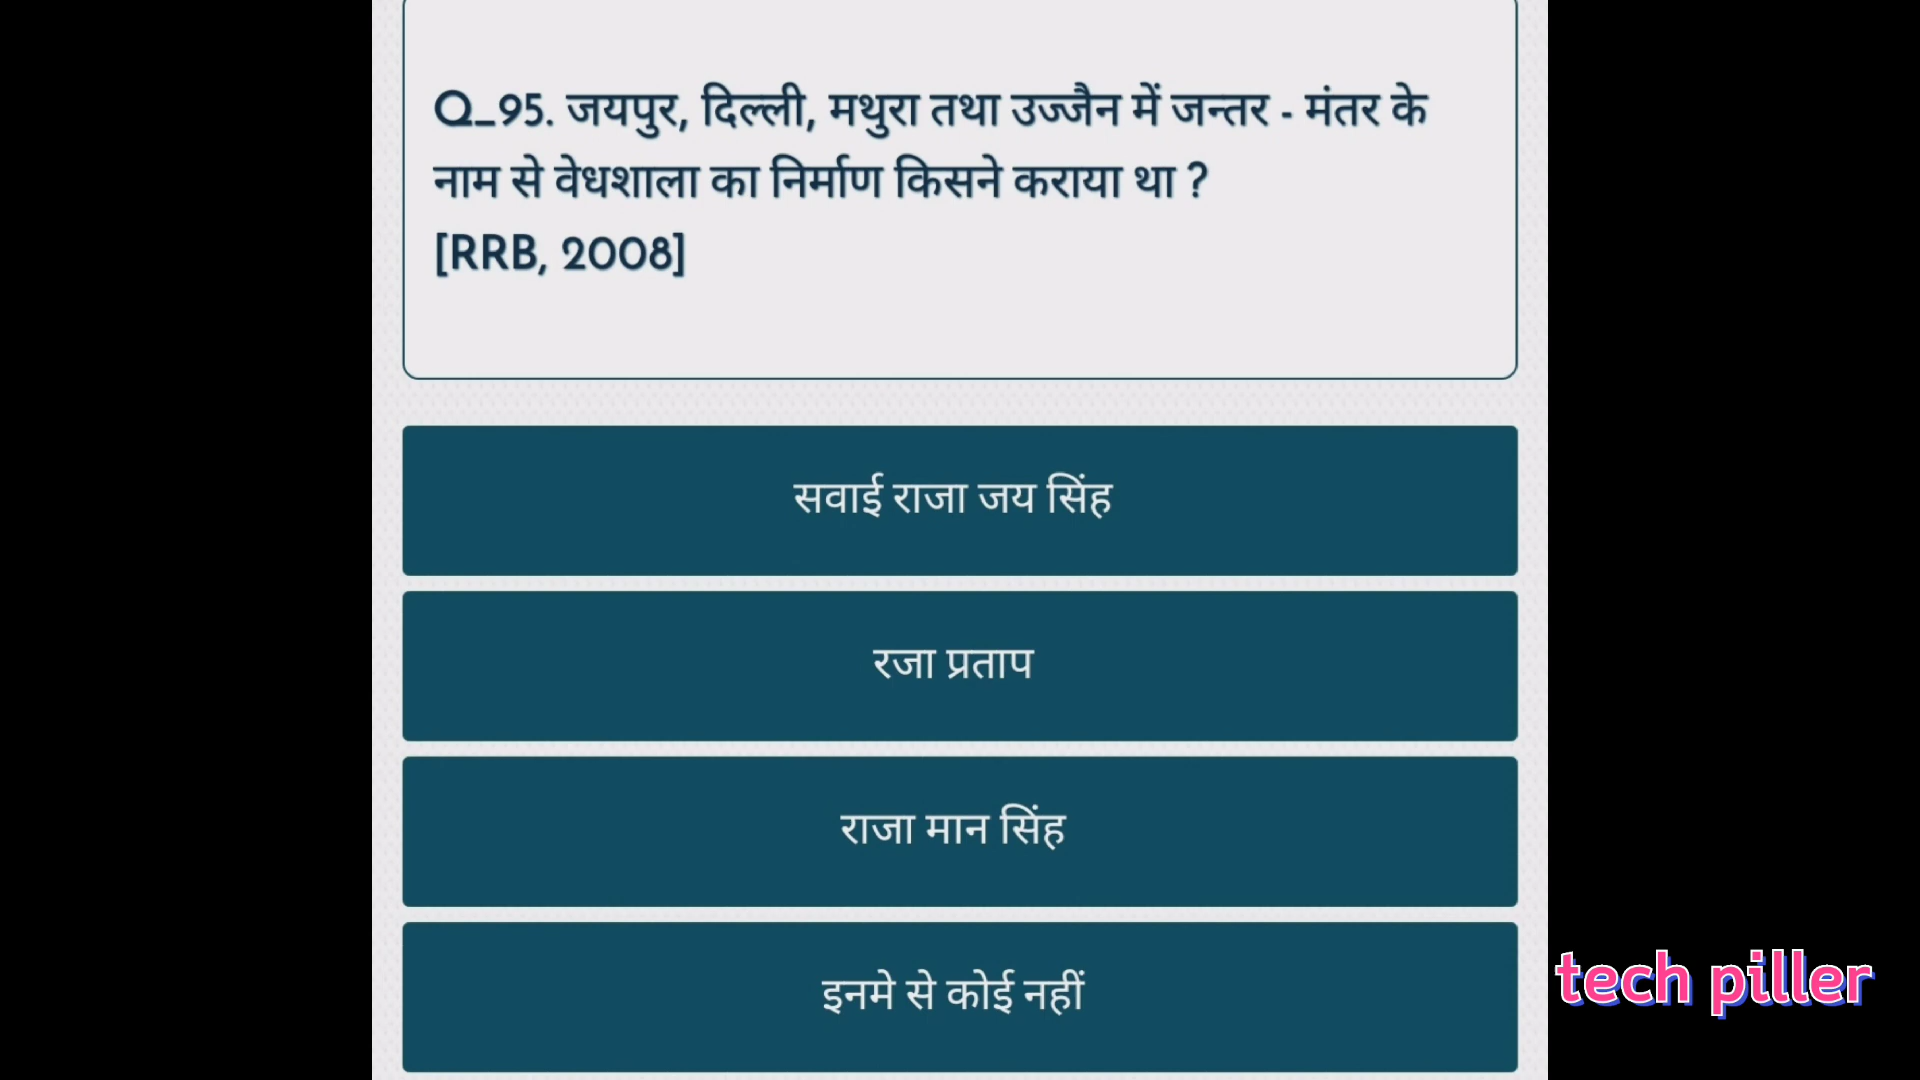 Q_95. जयपुर, दिल्ली, मथुरा तथा उज्जैन में जन्तर - मंतर के
नाम से वेधशाला का निर्माण किसने कराया था ?
[RRB, 2008]
सवाई राजा जय सिंह
रजा प्रताप
राजा मान सिंह
इनमे से कोई नहीं
tech piller